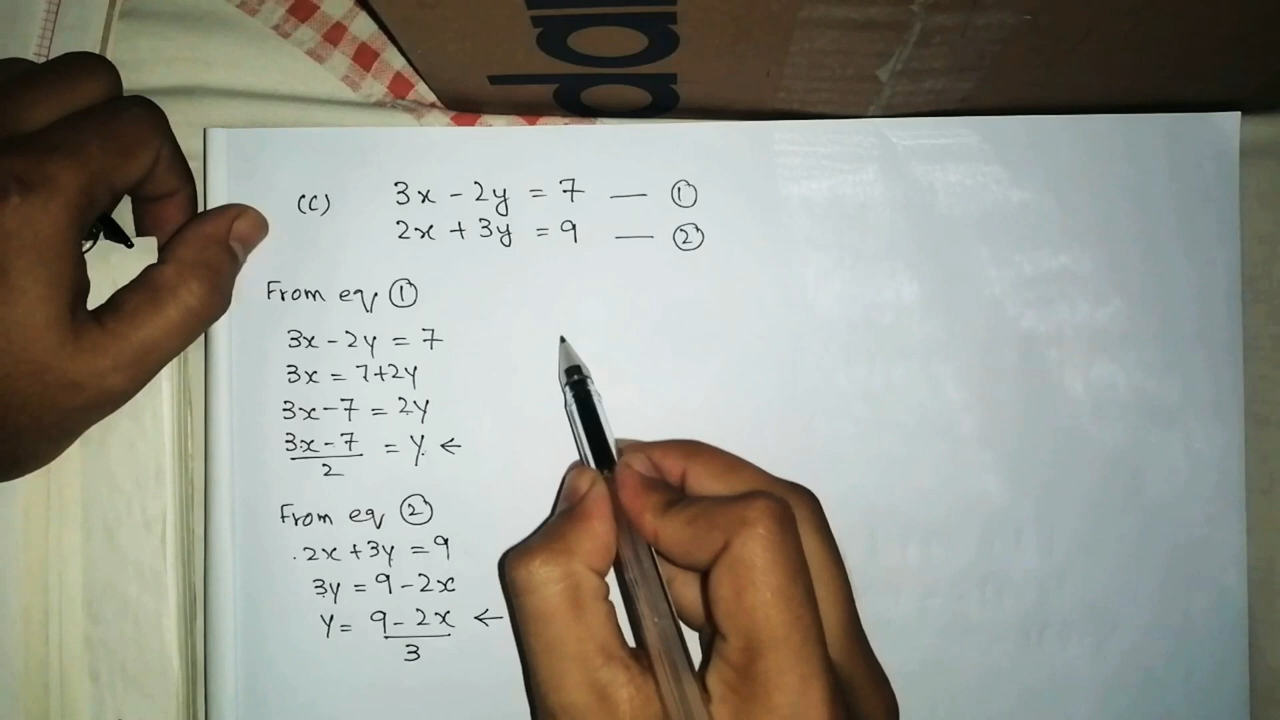 (C) 3x - 2y = 7 — ①
2x + 3y = 9 — ②
From eq ①
3x - 2y = 7
3x = 7+2y
3x - 7 = 2y
3x - 7 / 2 = y ←
From eq ②
2x + 3y = 9
3y = 9 - 2x
y = 9 - 2x / 3 ←